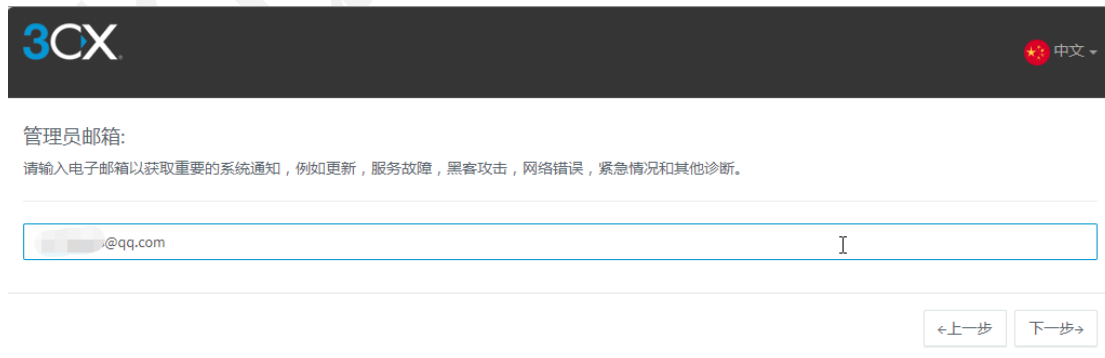 3CX
中文
管理员邮箱:
请输入电子邮箱以获取重要的系统通知，例如更新，服务故障，黑客攻击，网络错误，紧急情况和其他诊断。
@qq.com
←上一步 下一步→